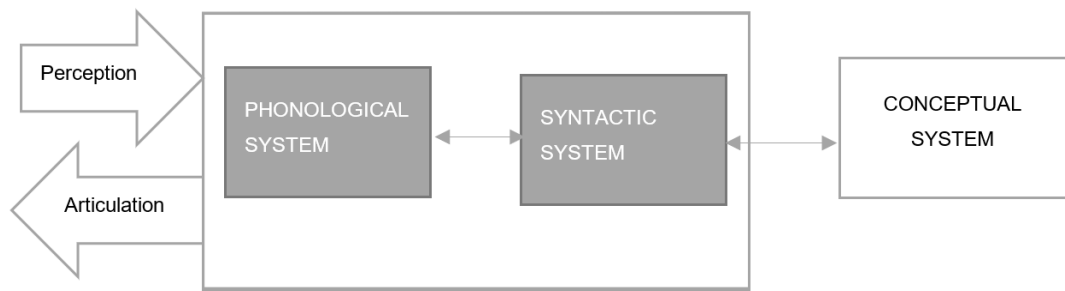 Perception
Articulation
PHONOLOGICAL
SYSTEM
SYNTACTIC
SYSTEM
CONCEPTUAL
SYSTEM